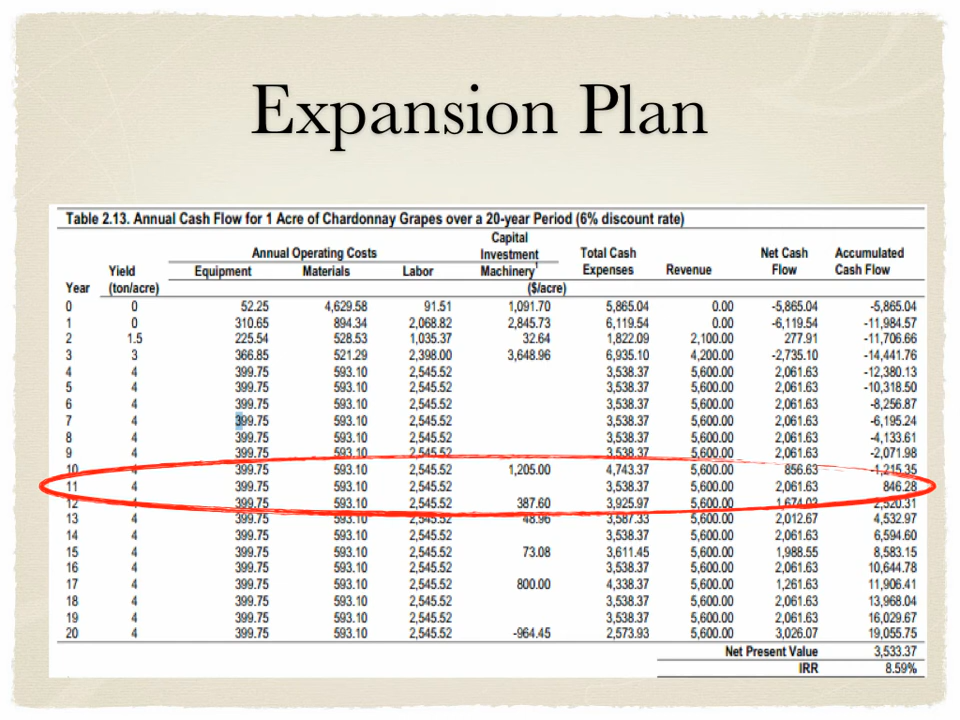 Expansion Plan
Table 2.13. Annual Cash Flow for 1 Acre of Chardonnay Grapes over a 20-year Period (6% discount rate)
Year Yield (ton/acre) Annual Operating Costs Equipment Materials Labor Capital Investment Machinery1 Total Cash Expenses Revenue Net Cash Flow Accumulated Cash Flow
($/acre)
0 0 52.25 4,629.58 91.51 1,091.70 5,865.04 0.00 -5,865.04 -5,865.04
1 0 310.65 894.34 2,068.82 2,845.73 6,119.54 0.00 -6,119.54 -11,984.57
2 1.5 225.54 528.53 1,035.37 32.64 1,822.09 2,100.00 277.91 -11,706.66
3 3 366.85 521.29 2,398.00 3,648.96 6,935.10 4,200.00 -2,735.10 -14,441.76
4 4 399.75 593.10 2,545.52 3,538.37 5,600.00 2,061.63 -12,380.13
5 4 399.75 593.10 2,545.52 3,538.37 5,600.00 2,061.63 -10,318.50
6 4 399.75 593.10 2,545.52 3,538.37 5,600.00 2,061.63 -8,256.87
7 4 399.75 593.10 2,545.52 3,538.37 5,600.00 2,061.63 -6,195.24
8 4 399.75 593.10 2,545.52 3,538.37 5,600.00 2,061.63 -4,133.61
9 4 399.75 593.10 2,545.52 3,538.37 5,600.00 2,061.63 -2,071.98
10 4 399.75 593.10 2,545.52 1,205.00 4,743.37 5,600.00 856.63 -1,215.35
11 4 399.75 593.10 2,545.52 3,538.37 5,600.00 2,061.63 846.28
12 4 399.75 593.10 2,545.52 387.60 3,925.97 5,600.00 1,674.03 2,520.31
13 4 399.75 593.10 2,545.52 48.96 3,587.33 5,600.00 2,012.67 4,532.97
14 4 399.75 593.10 2,545.52 3,538.37 5,600.00 2,061.63 6,594.60
15 4 399.75 593.10 2,545.52 73.08 3,611.45 5,600.00 1,988.55 8,583.15
16 4 399.75 593.10 2,545.52 3,538.37 5,600.00 2,061.63 10,644.78
17 4 399.75 593.10 2,545.52 800.00 4,338.37 5,600.00 1,261.63 11,906.41
18 4 399.75 593.10 2,545.52 3,538.37 5,600.00 2,061.63 13,968.04
19 4 399.75 593.10 2,545.52 3,538.37 5,600.00 2,061.63 16,029.67
20 4 399.75 593.10 2,545.52 -964.45 2,573.93 5,600.00 3,026.07 19,055.75
Net Present Value 3,533.37
IRR 8.59%